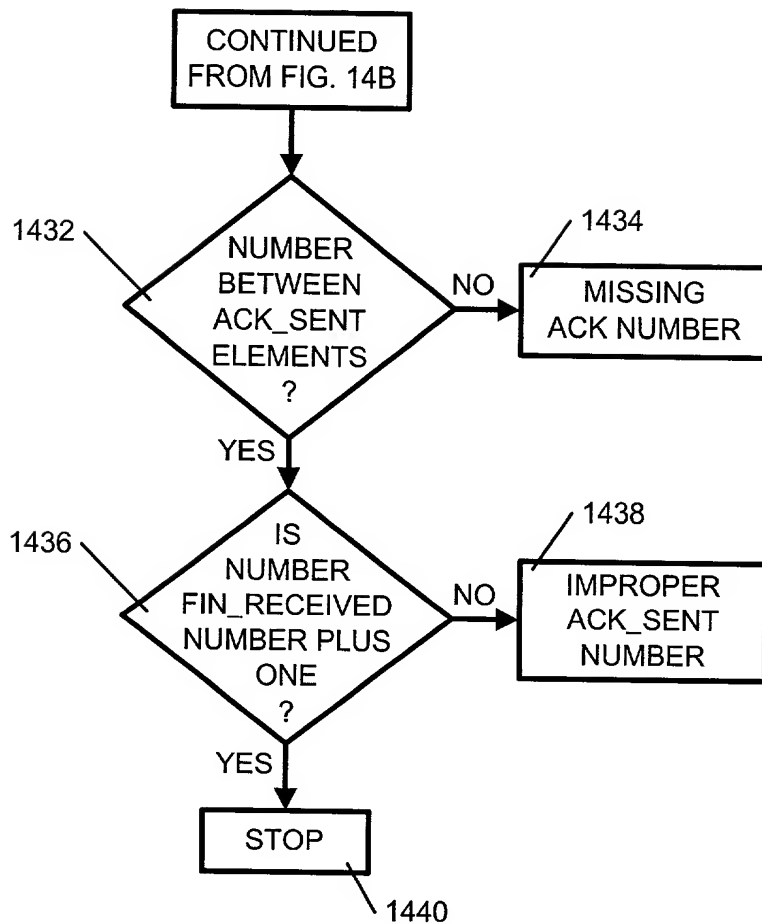 CONTINUED
FROM FIG. 14B
1432
NUMBER
BETWEEN
ACK_SENT
ELEMENTS
?
NO
1434
MISSING
ACK NUMBER
YES
1436
IS
NUMBER
FIN_RECEIVED
NUMBER PLUS
ONE
?
NO
1438
IMPROPER
ACK_SENT
NUMBER
YES
STOP
1440